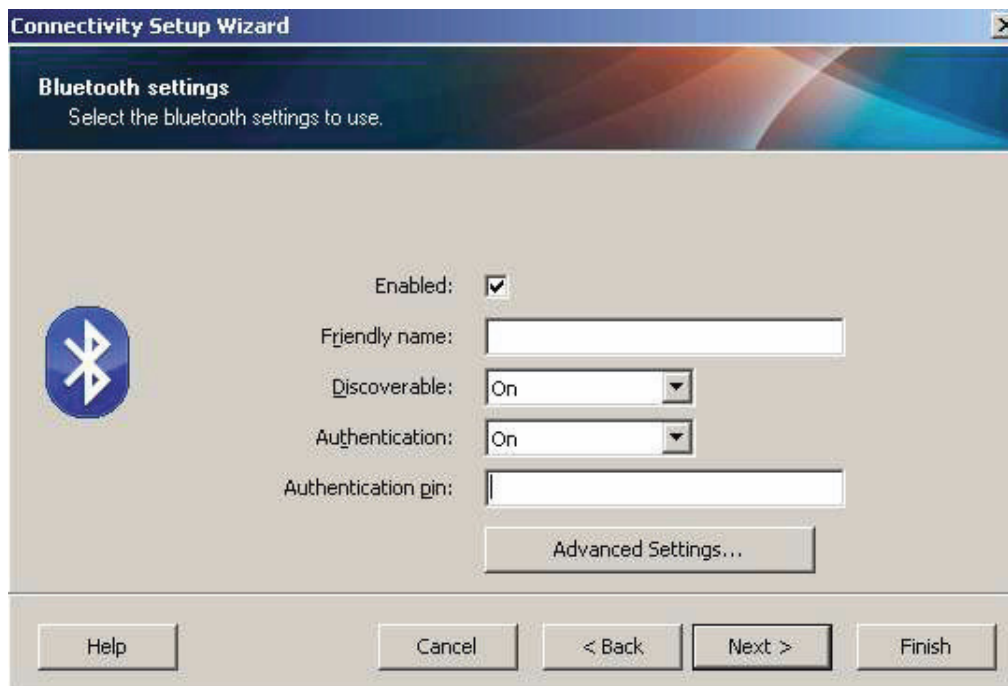 Connectivity Setup Wizard
Bluetooth settings
Select the bluetooth settings to use.
Enabled:
Friendly name:
Discoverable: On
Authentication: On
Authentication pin:
Advanced Settings...
Help Cancel < Back Next > Finish